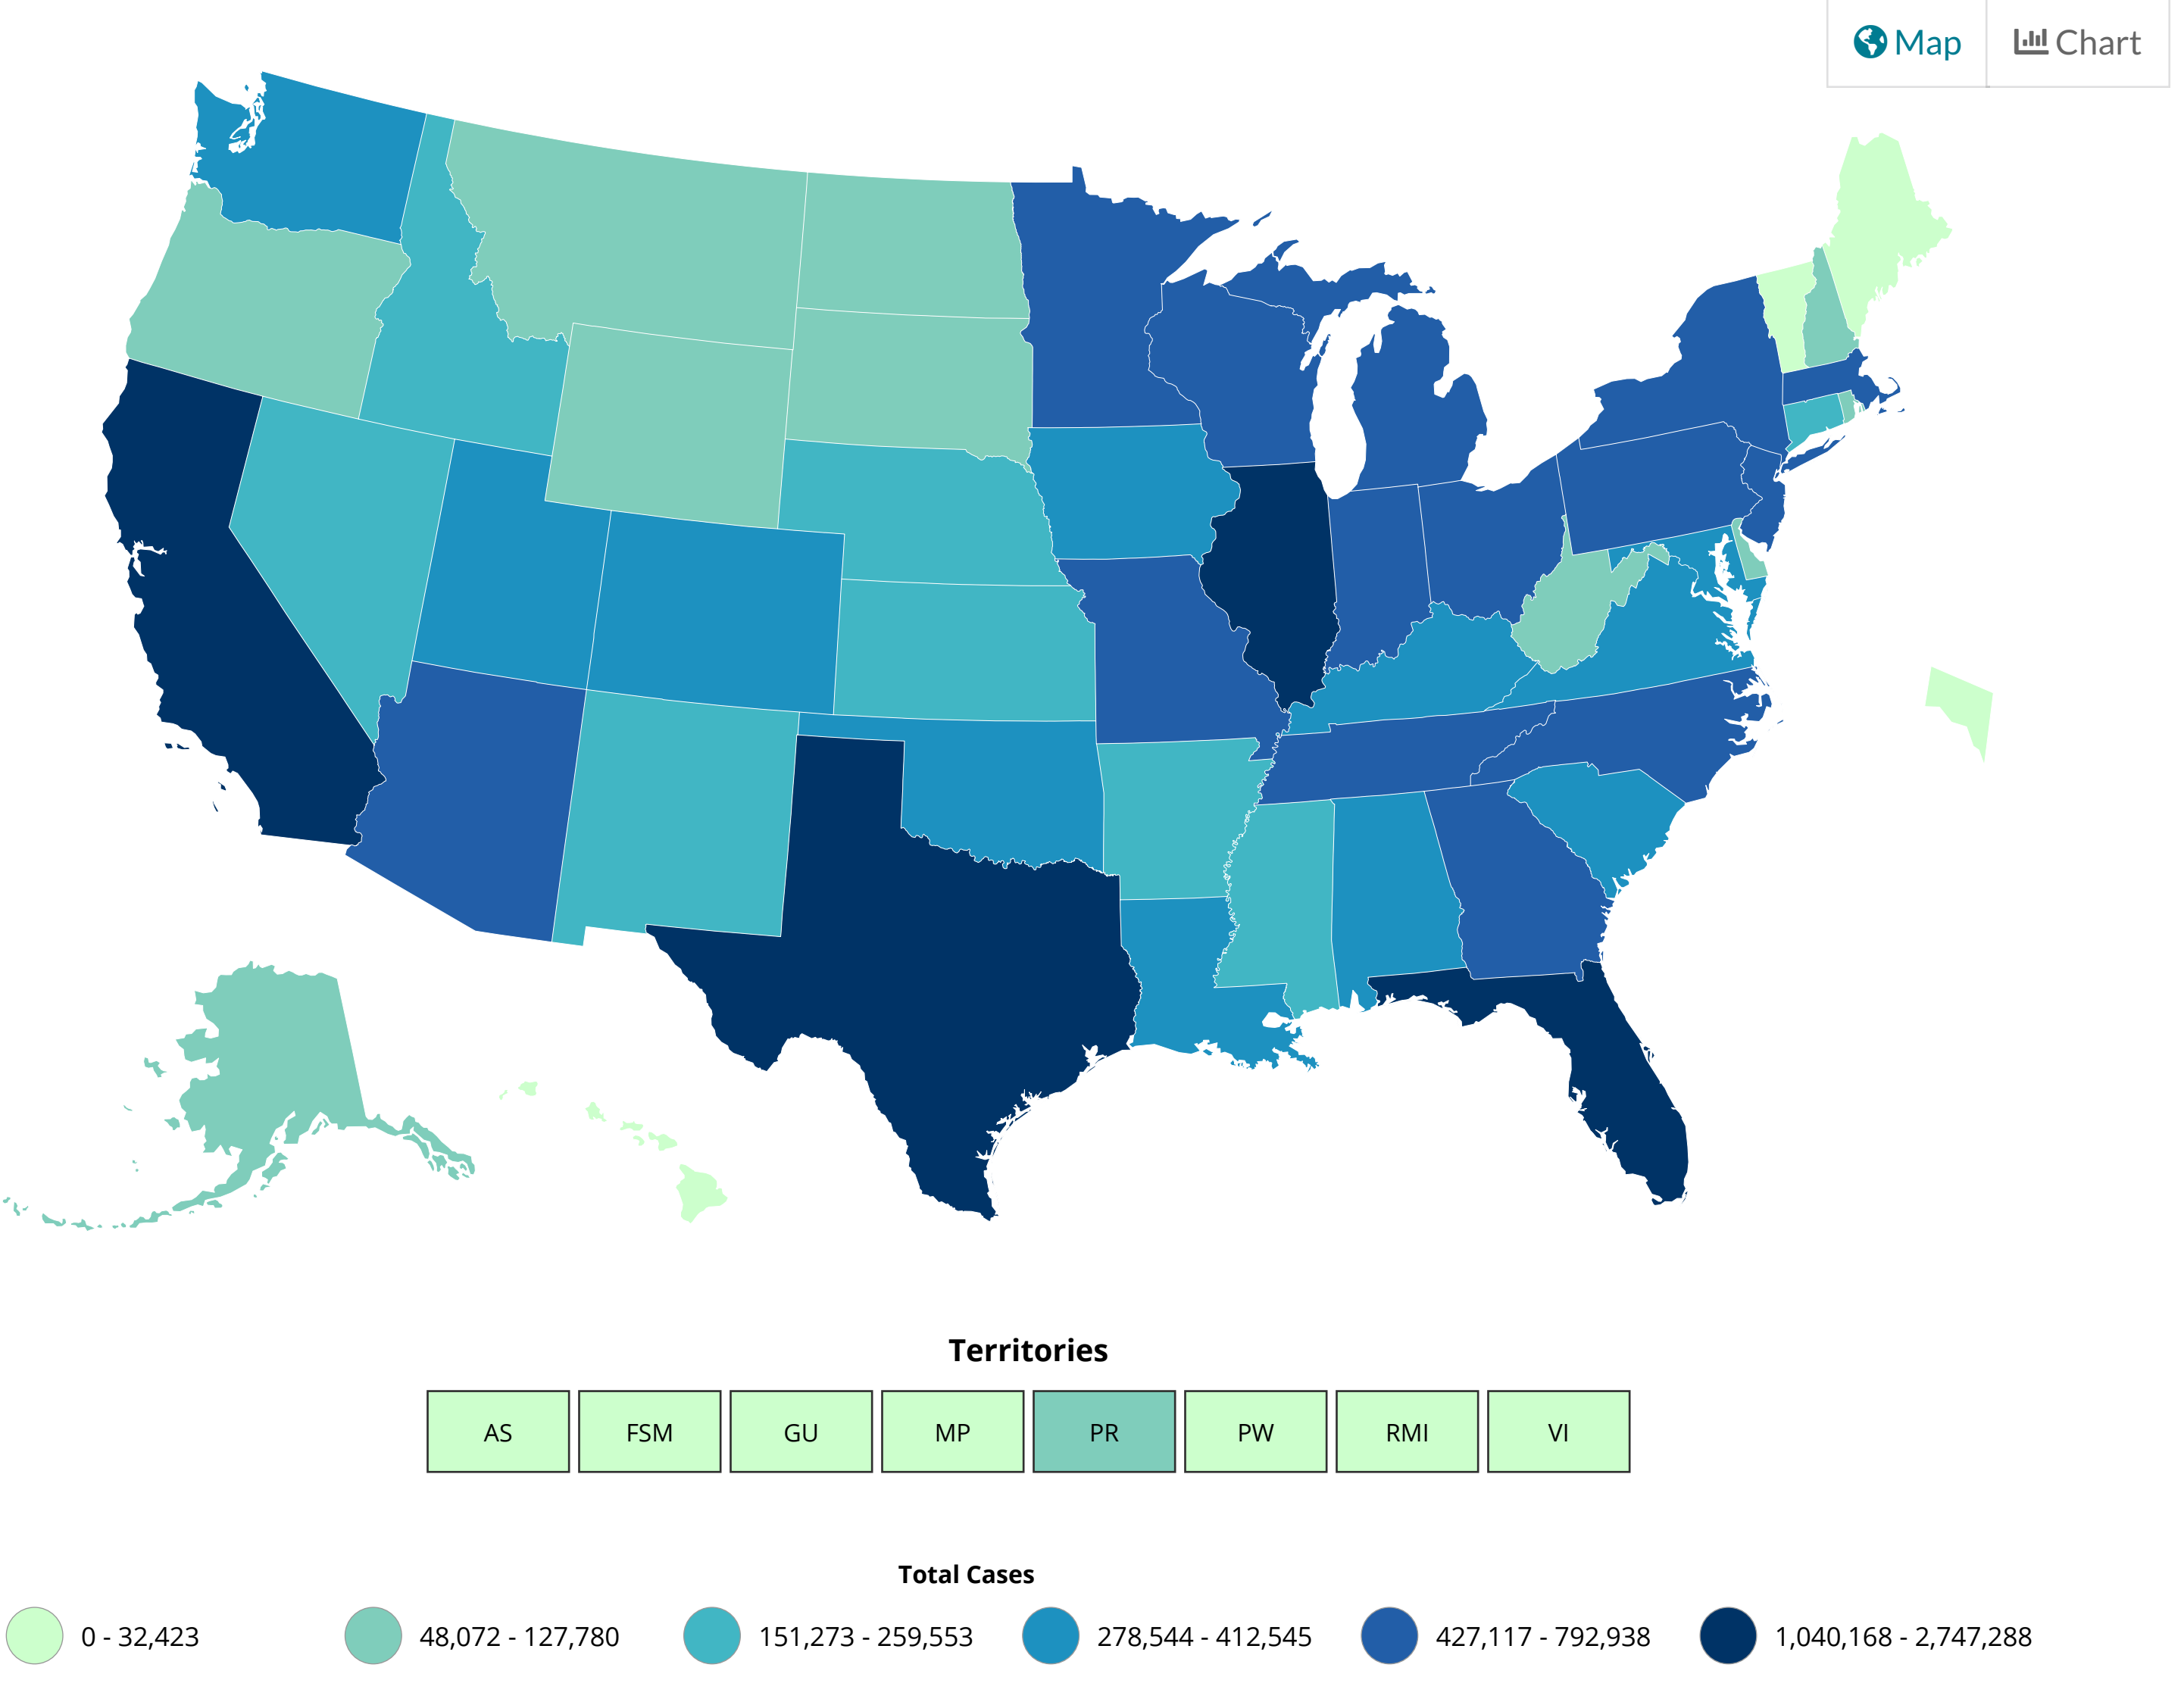 Map Chart
Territories
AS FSM GU MP PR PW RMI VI
Total Cases
0 - 32,423 48,072 - 127,780 151,273 - 259,553 278,544 - 412,545 427,117 - 792,938 1,040,168 - 2,747,288